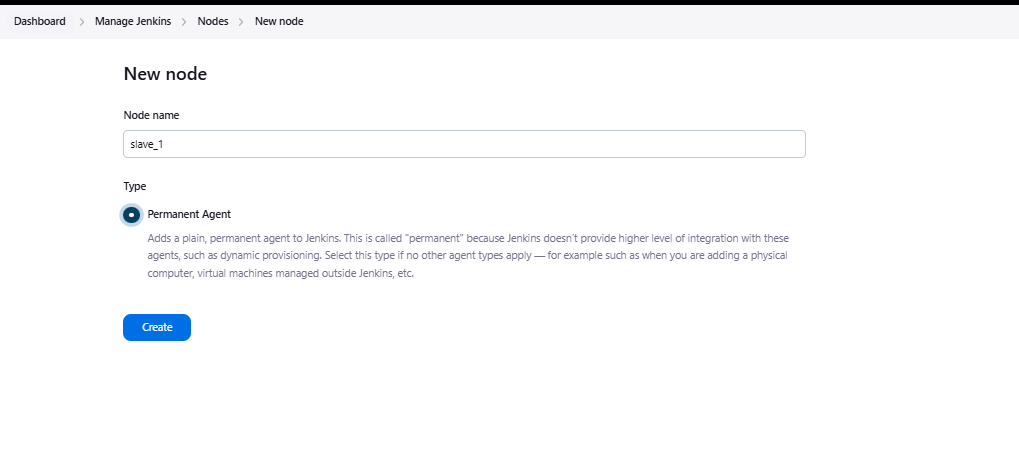 Dashboard > Manage Jenkins > Nodes > New node
New node
Node name
slave_1
Type
Permanent Agent
Adds a plain, permanent agent to Jenkins. This is called "permanent" because Jenkins doesn't provide higher level of integration with these
agents, such as dynamic provisioning. Select this type if no other agent types apply — for example such as when you are adding a physical
computer, virtual machines managed outside Jenkins, etc.
Create